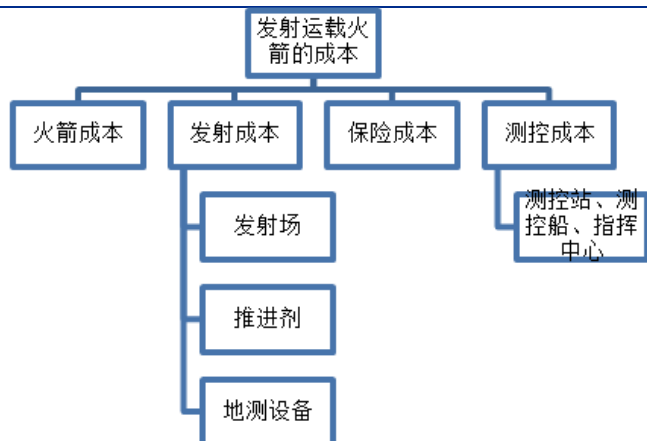 发射运载火
箭的成本
火箭成本
发射成本
保险成本
测控成本
发射场
推进剂
地测设备
测控站、测
控船、指挥
中心